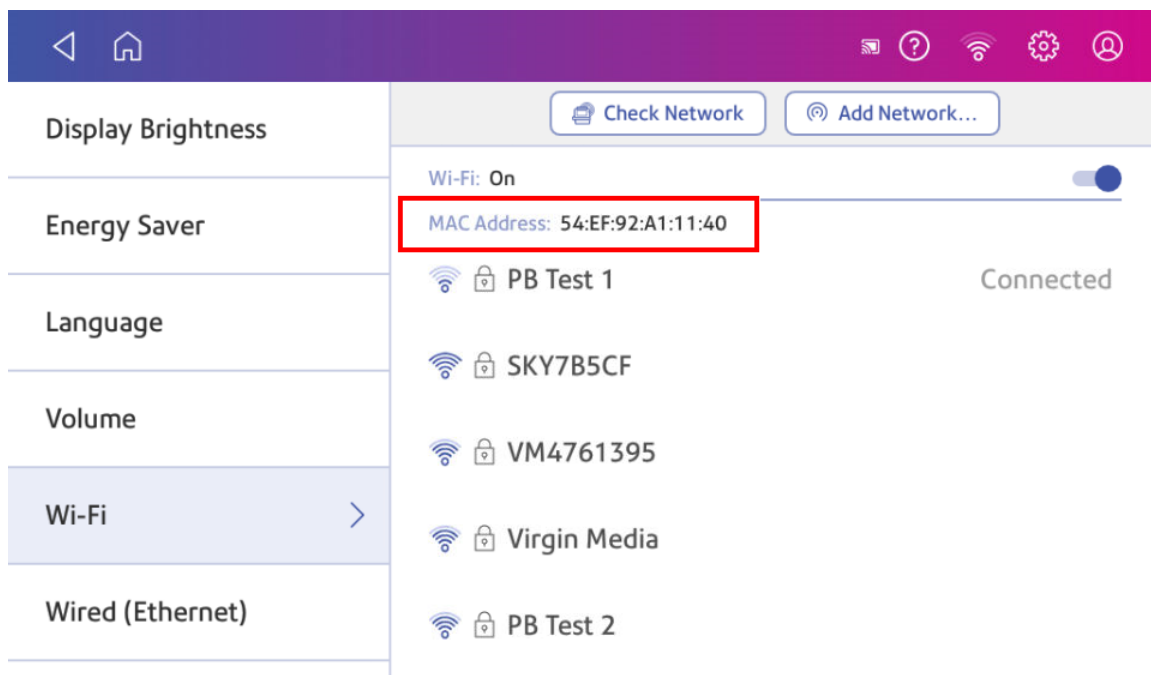 Display Brightness
Energy Saver
Language
Volume
Wi-Fi
Wired (Ethernet)
Check Network
Add Network...
Wi-Fi: On
MAC Address: 54:EF:92:A1:11:40
PB Test 1 Connected
SKY7B5CF
VM4761395
Virgin Media
PB Test 2